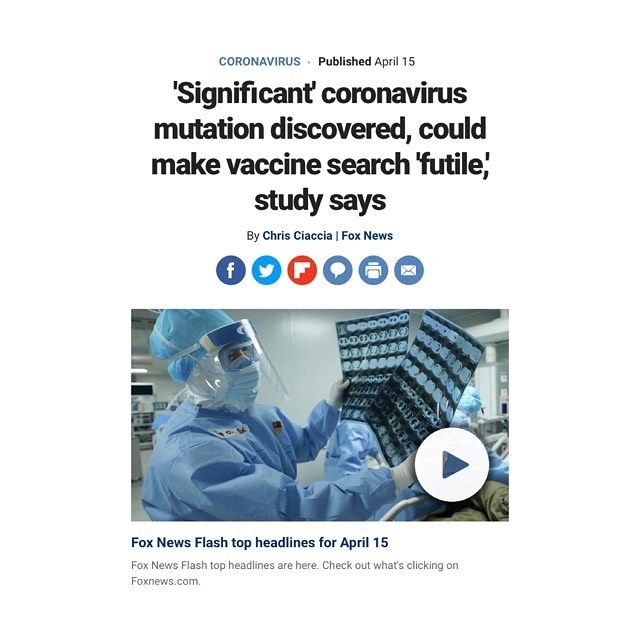 CORONAVIRUS · Published April 15
'Significant' coronavirus
mutation discovered, could
make vaccine search 'futile,'
study says
By Chris Ciaccia | Fox News
Fox News Flash top headlines for April 15
Fox News Flash top headlines are here. Check out what's clicking on
Foxnews.com.